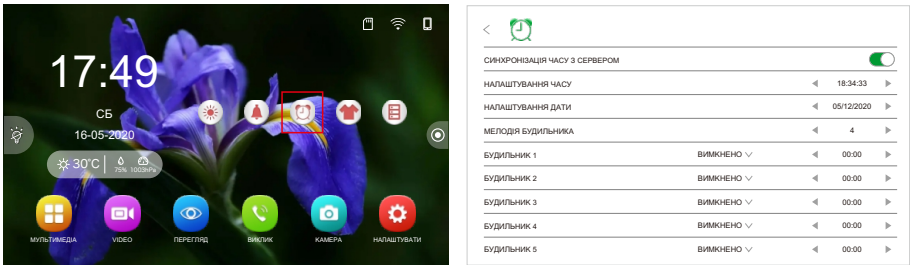 17:49
СБ
16-05-2020
30°C
75% 1003hPa
МУЛЬТИМЕДІА
VIDEO
ПЕРЕГЛЯД
ВИКЛИК
КАМЕРА
НАЛАШТУВАТИ
СИНХРОНІЗАЦІЯ ЧАСУ З СЕРВЕРОМ
НАЛАШТУВАННЯ ЧАСУ 18:34:33
НАЛАШТУВАННЯ ДАТИ 05/12/2020
МЕЛОДІЯ БУДИЛЬНИКА 4
БУДИЛЬНИК 1 ВИМКНЕНО 00:00
БУДИЛЬНИК 2 ВИМКНЕНО 00:00
БУДИЛЬНИК 3 ВИМКНЕНО 00:00
БУДИЛЬНИК 4 ВИМКНЕНО 00:00
БУДИЛЬНИК 5 ВИМКНЕНО 00:00